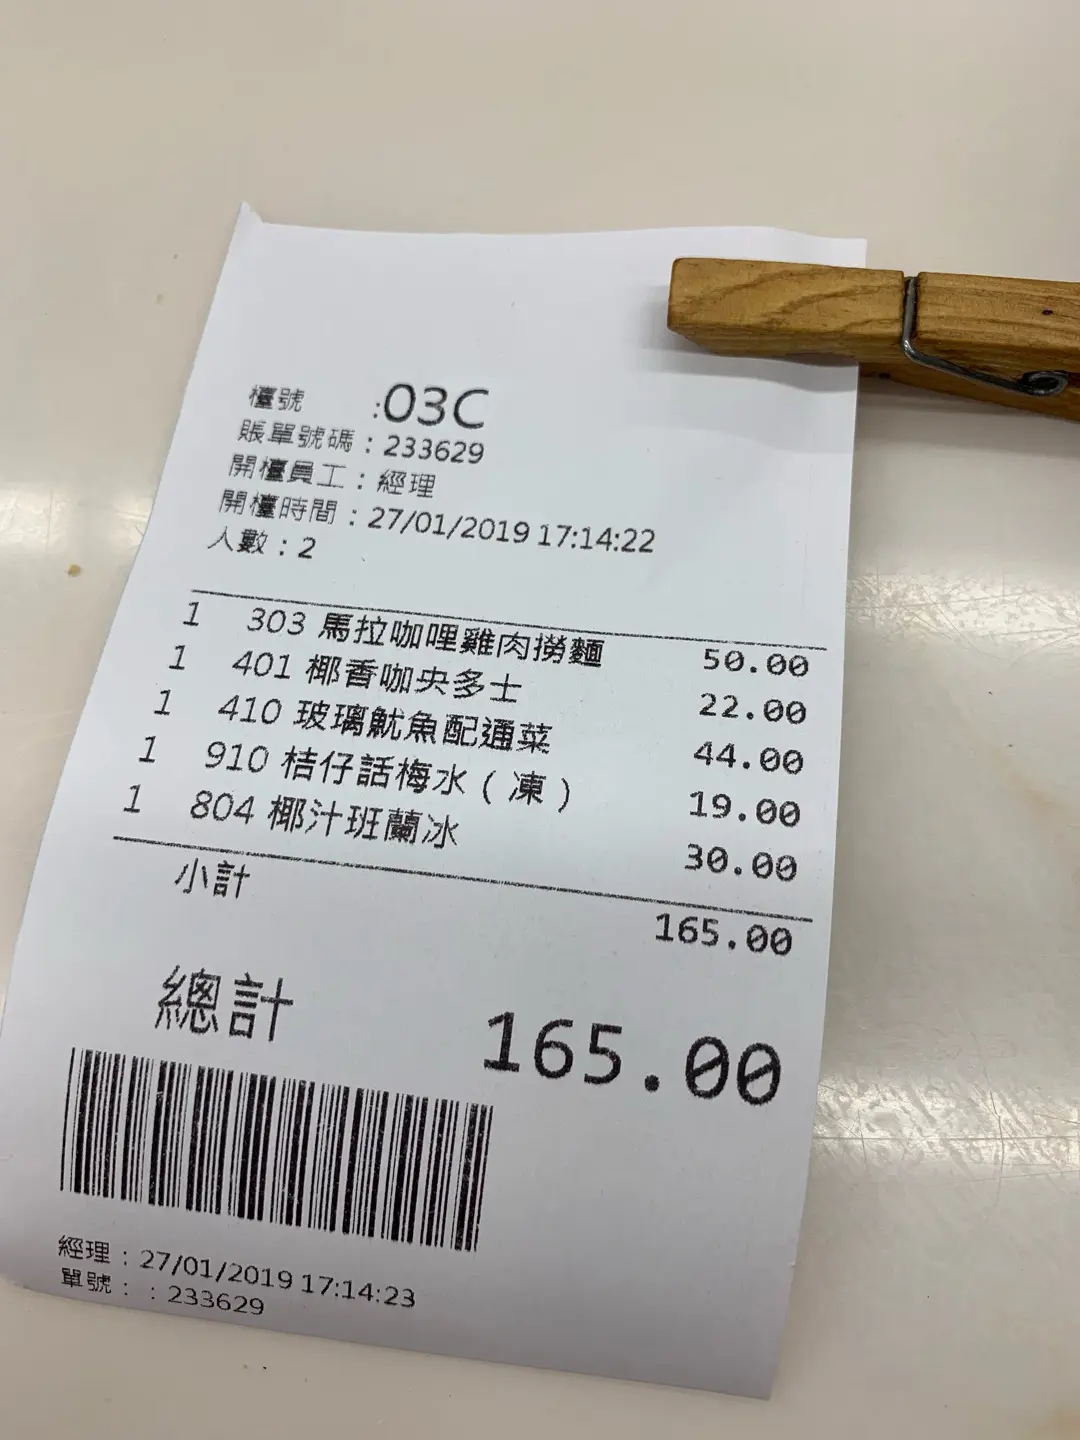 檯號 :03C
賬單號碼:233629
開檯員工:經理
開檯時間:27/01/2019 17:14:22
人數:2
1 303 馬拉咖哩雞肉撈麵 50.00
1 401 椰香咖央多士 22.00
1 410 玻璃魷魚配通菜 44.00
1 910 桔仔話梅水(凍) 19.00
1 804 椰汁班蘭冰 30.00
小計 165.00
總計 165.00
經理:27/01/2019 17:14:23
單號::233629